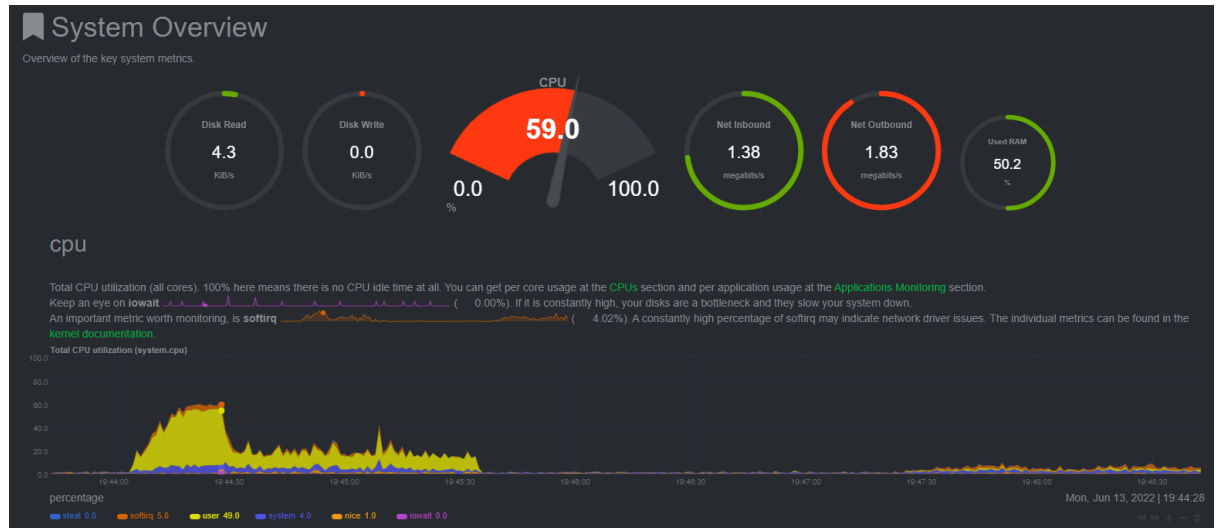 System Overview
Overview of the key system metrics.
CPU
Disk Read
4.3
KiB/s
Disk Write
0.0
KiB/s
59.0
0.0
100.0
%
Net Inbound
1.38
megabits/s
Net Outbound
1.83
megabits/s
Used RAM
50.2
%
cpu
Total CPU utilization (all cores). 100% here means there is no CPU idle time at all. You can get per core usage at the CPUs section and per application usage at the Applications Monitoring section.
Keep an eye on iowait ( 0.00%). If it is constantly high, your disks are a bottleneck and they slow your system down.
An important metric worth monitoring, is softirq ( 4.02%). A constantly high percentage of softirq may indicate network driver issues. The individual metrics can be found in the
kernel documentation.
Total CPU utilization (system.cpu)
100.0
80.0
60.0
40.0
20.0
0.0
19:44:00 19:44:30 19:45:00 19:45:30 19:46:00 19:46:30 19:47:00 19:47:30 19:48:00 19:48:30
percentage
Mon, Jun 13, 2022 | 19:44:28
steal 0.0 softirq 5.0 user 49.0 system 4.0 nice 1.0 iowait 0.0